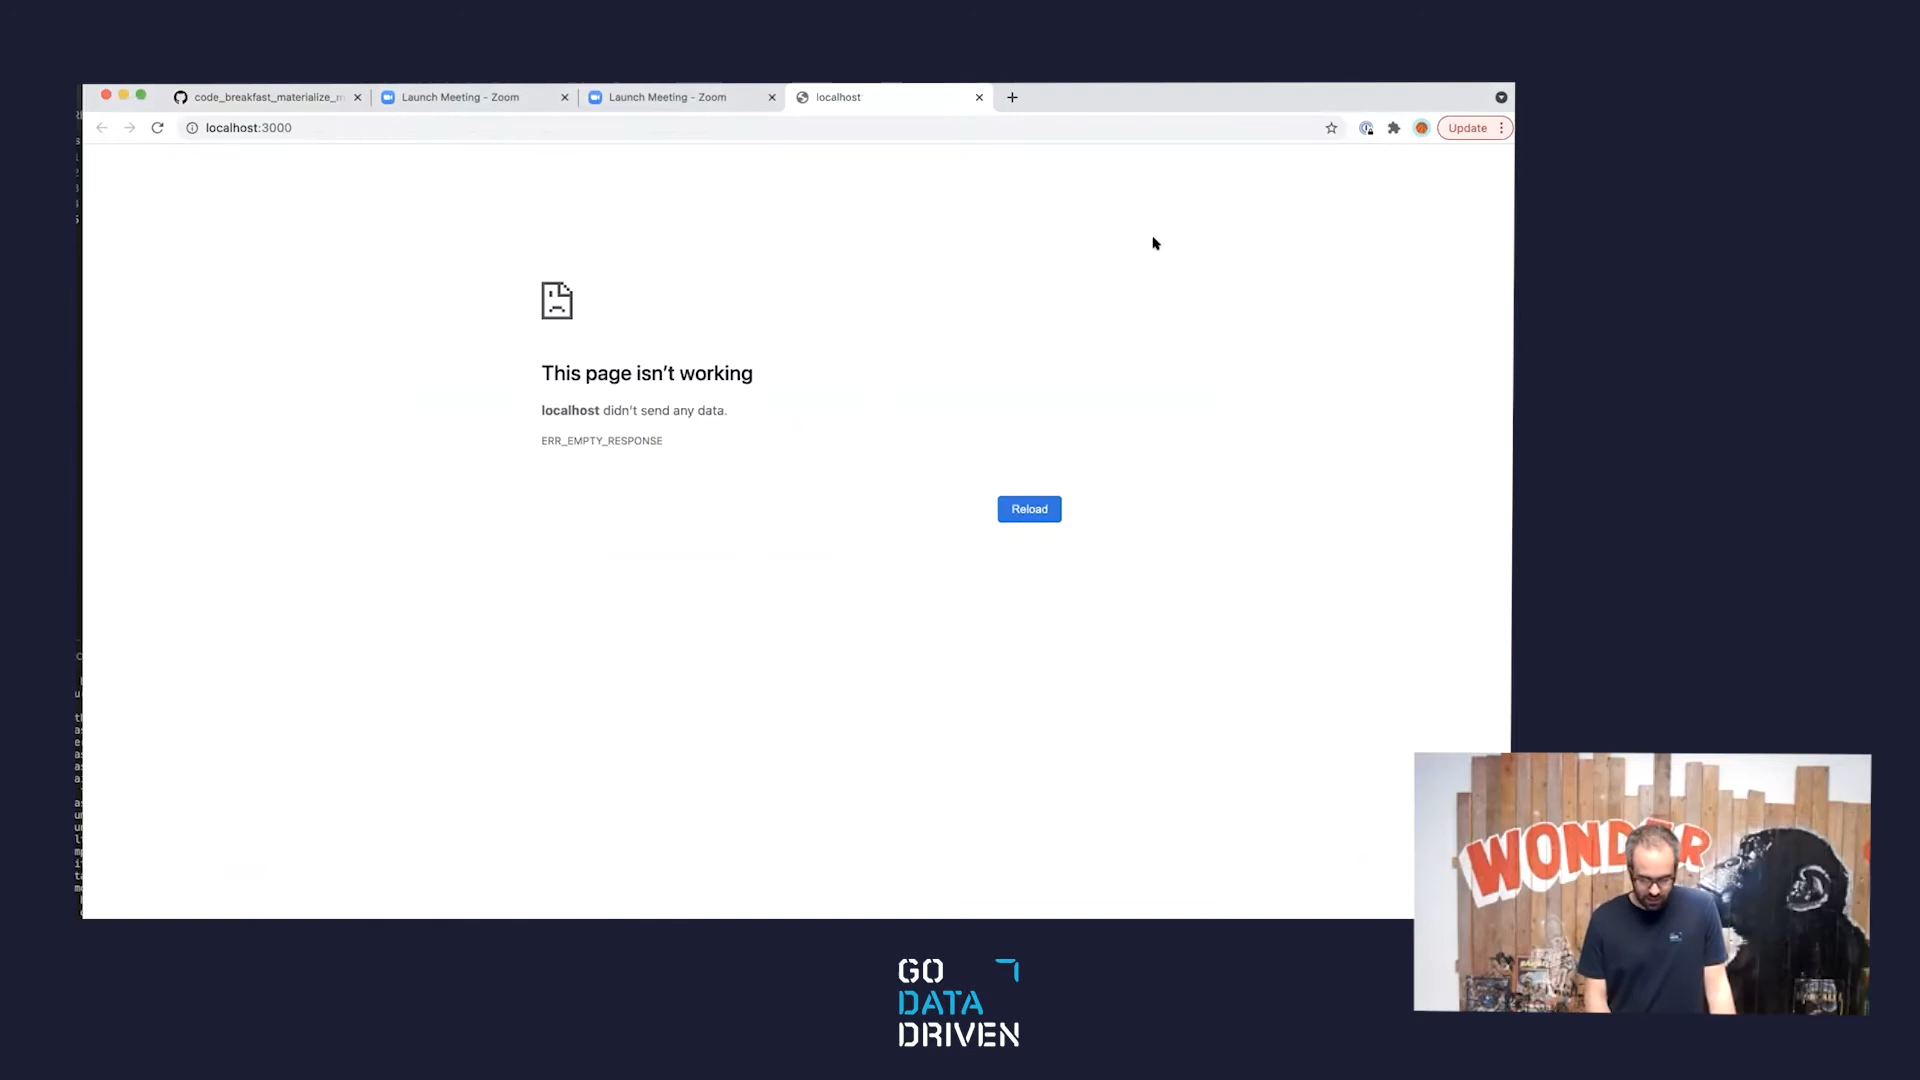 code_breakfast_materialize_m
Launch Meeting - Zoom
Launch Meeting - Zoom
localhost
localhost:3000
Update
This page isn't working
localhost didn't send any data.
ERR_EMPTY_RESPONSE
Reload
WONDER
GO
DATA
DRIVEN